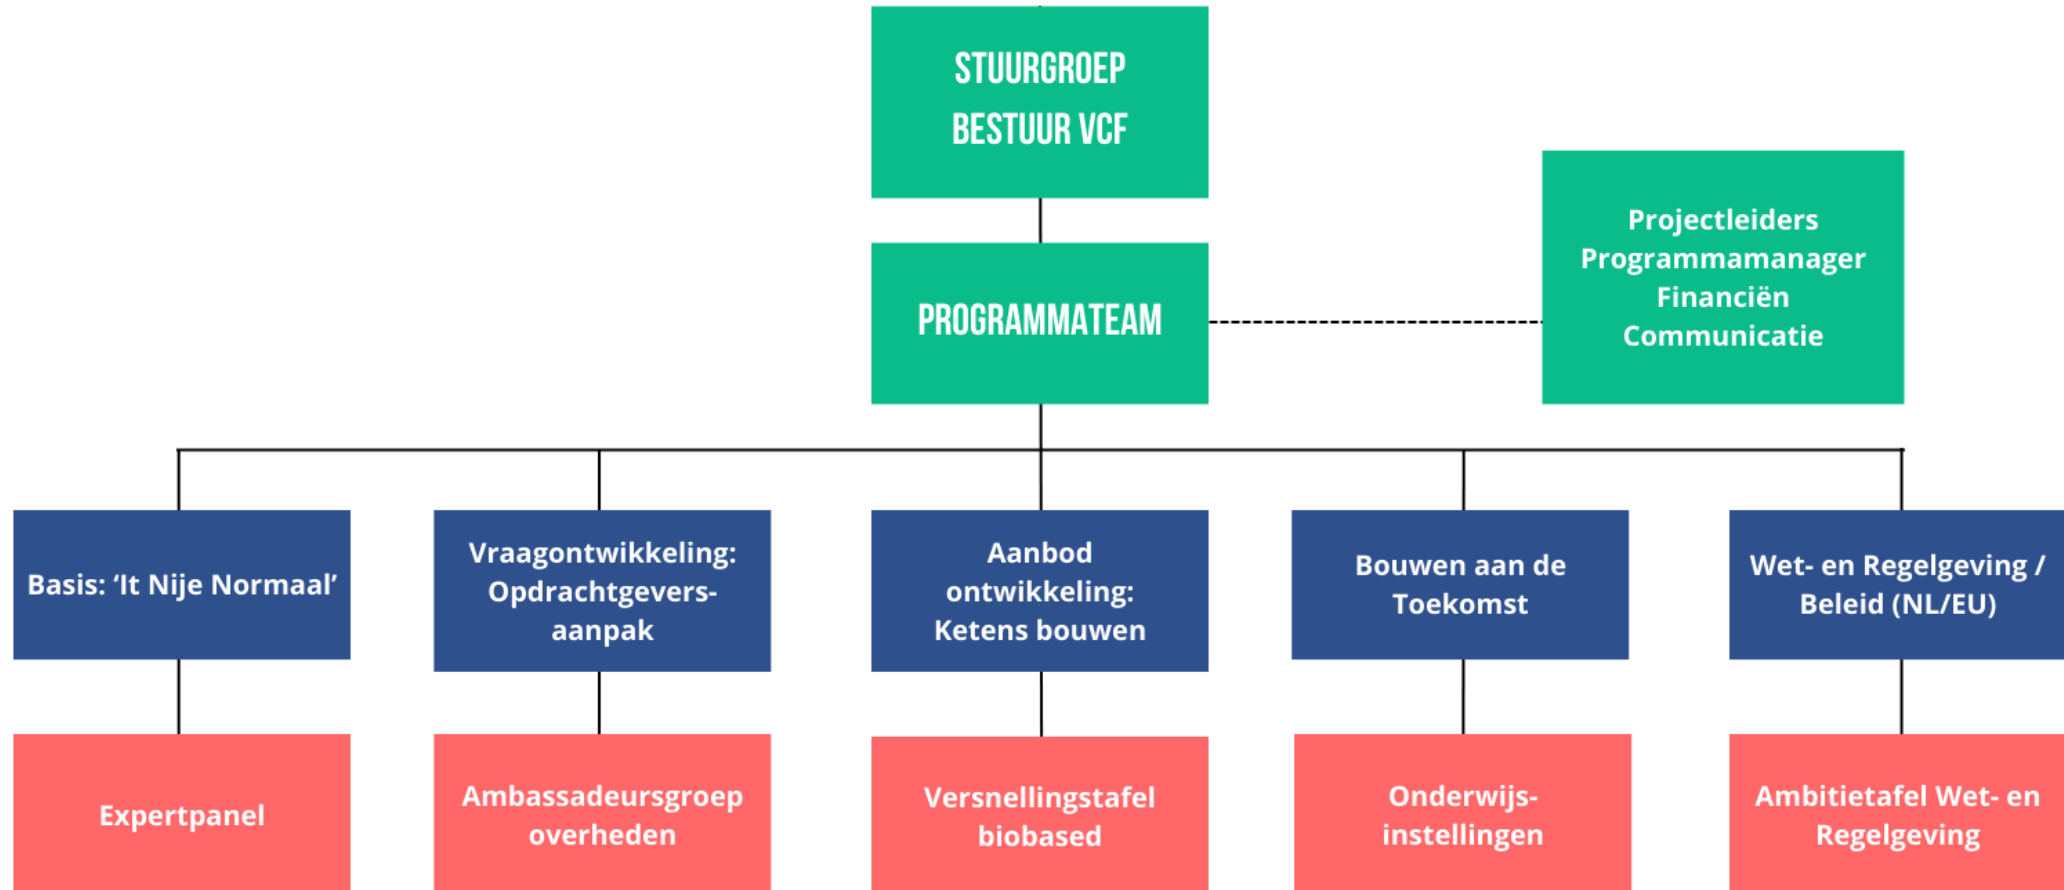 STUURGROEP
BESTUUR VCF
Projectleiders
Programmamanager
Financiën
Communicatie
PROGRAMMATEAM
Basis: ‘It Nije Normaal’
Vraagontwikkeling:
Opdrachtgevers-
aanpak
Aanbod
ontwikkeling:
Ketens bouwen
Bouwen aan de
Toekomst
Wet- en Regelgeving /
Beleid (NL/EU)
Expertpanel
Ambassadeursgroep
overheden
Versnellingstafel
biobased
Onderwijs-
instellingen
Ambitietafel Wet- en
Regelgeving